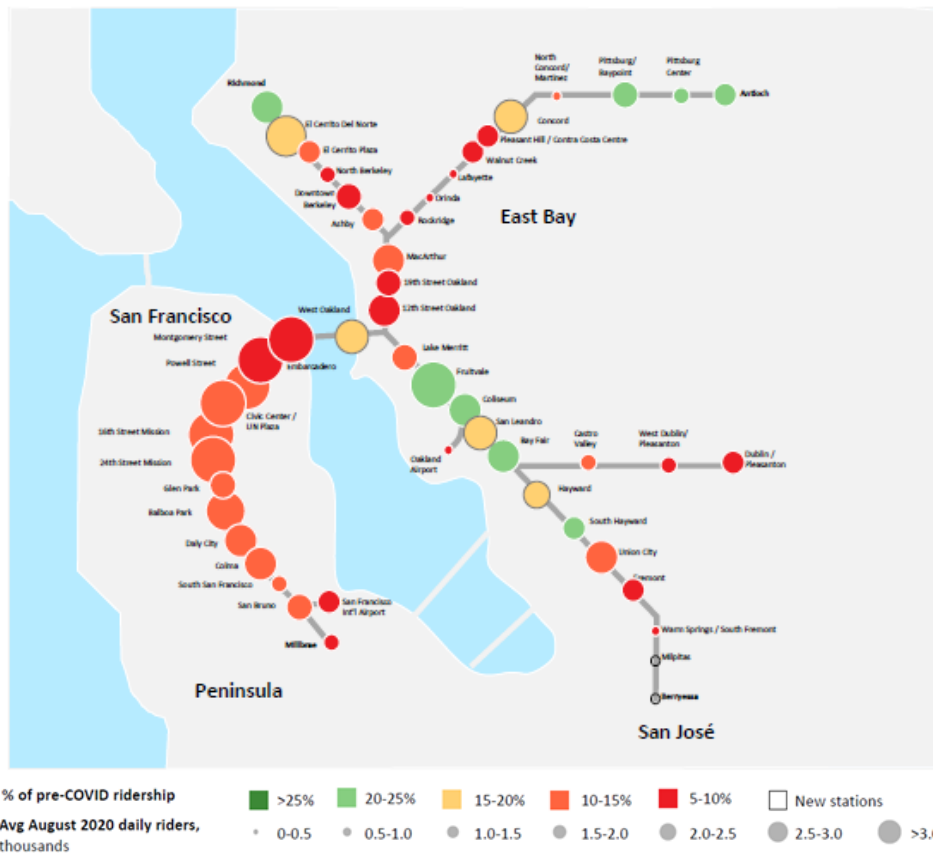 North
Concord/
Martines
Pittsburg/
Baypoint
Pittsburg
Center
Antioch
Richmond
El Cerrito Del Norte
Concord
El Cerrito Plaza
Pleasant Hill / Contra Costa Centre
Walnut Creek
North Berkeley
Lafayette
Downtown
Berkeley
Orinda
Ashby
Rockridge
East Bay
MacArthur
19th Street Oakland
West Oakland
12th Street Oakland
San Francisco
Montgomery Street
Lake Merritt
Powell Street
Embarcadero
Fruitvale
Coliseum
Civic Center /
UN Plaza
San Leandro
16th Street Mission
Bay Fair
Castro
Valley
West Dublin/
Pleasanton
Dublin /
Pleasanton
24th Street Mission
Oakland
Airport
Glen Park
Hayward
Balboa Park
South Hayward
Daly City
Union City
Colma
Fremont
South San Francisco
San Bruno
San Francisco
Int'l Airport
Warm Springs / South Fremont
Millbrae
Milpitas
Peninsula
Berryessa
San José
% of pre-COVID ridership
>25%
20-25%
15-20%
10-15%
5-10%
New stations
Avg August 2020 daily riders,
thousands
0-0.5
0.5-1.0
1.0-1.5
1.5-2.0
2.0-2.5
2.5-3.0
>3.0